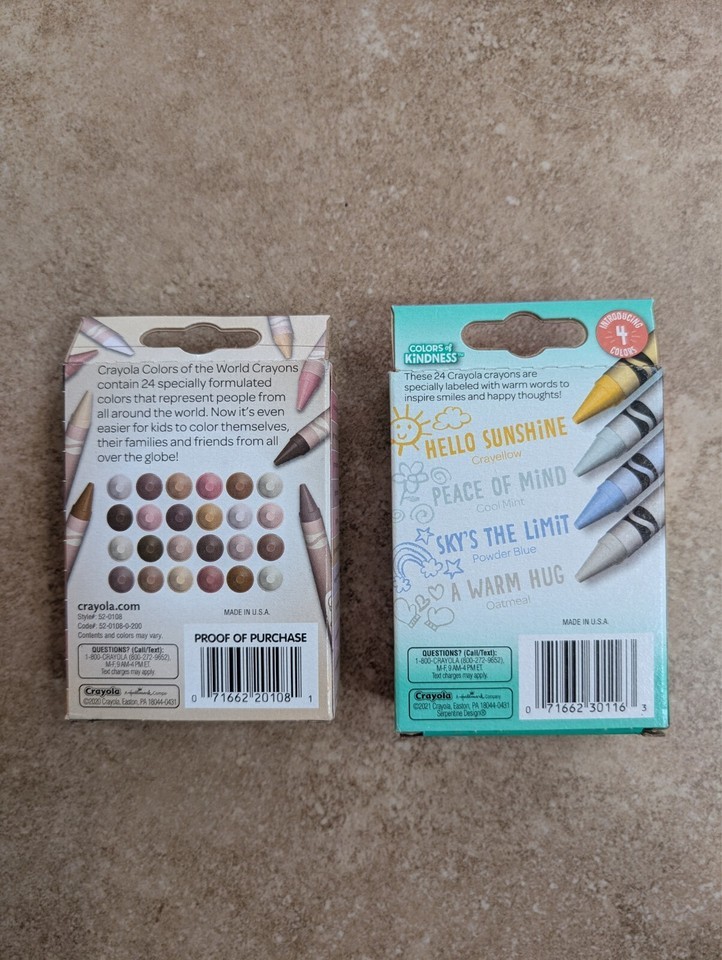 Crayola Colors of the World Crayons
contain 24 specially formulated
colors that represent people from
all around the world. Now it's even
easier for kids to color themselves,
their families and friends from all
over the globe!
crayola.com
Style#: 52-0108
Code#: 52-0108-0-200
Contents and colors may vary.
MADE IN U.S.A.
QUESTIONS? (Call/Text):
1-800-CRAYOLA (800-272-9652),
M-F, 9 AM-4 PM ET.
Text charges may apply.
Crayola A Hallmark Company
©2020 Crayola, Easton, PA 18044-0431
PROOF OF PURCHASE
0 71662 20108 1
COLORS of
KiNDNESS™
INTRODUCING
4
COLORS
These 24 Crayola crayons are
specially labeled with warm words to
inspire smiles and happy thoughts!
HELLO SUNSHiNE
Crayellow
PEACE OF MiND
Cool Mint
SKY'S THE LiMiT
Powder Blue
A WARM HUG
Oatmeal
MADE IN U.S.A.
QUESTIONS? (Call/Text):
1-800-CRAYOLA (800-272-9652),
M-F, 9 AM-4 PM ET.
Text charges may apply.
Crayola A Hallmark Company
©2021 Crayola, Easton, PA 18044-0431
Serpentine Design®
0 71662 30116 3